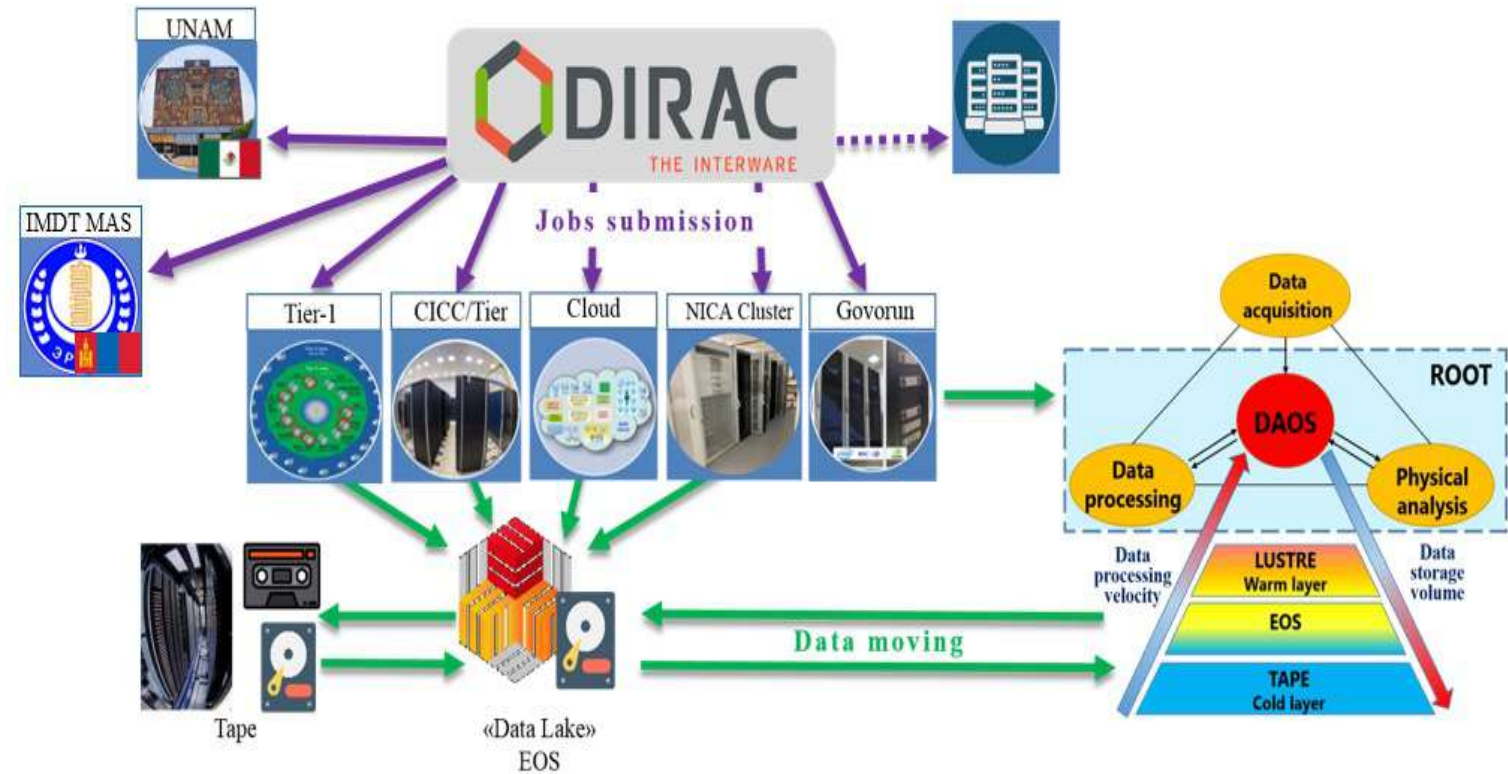 UNAM
DIRAC
THE INTERWARE
Jobs submission
IMDT MAS
ЭР
Tier-1
CICC/Tier
Cloud
NICA Cluster
Govorun
Data
acquisition
ROOT
DAOS
Data
processing
Physical
analysis
Data
processing
velocity
LUSTRE
Warm layer
Data
storage
volume
EOS
TAPE
Cold layer
Data moving
Tape
«Data Lake»
EOS